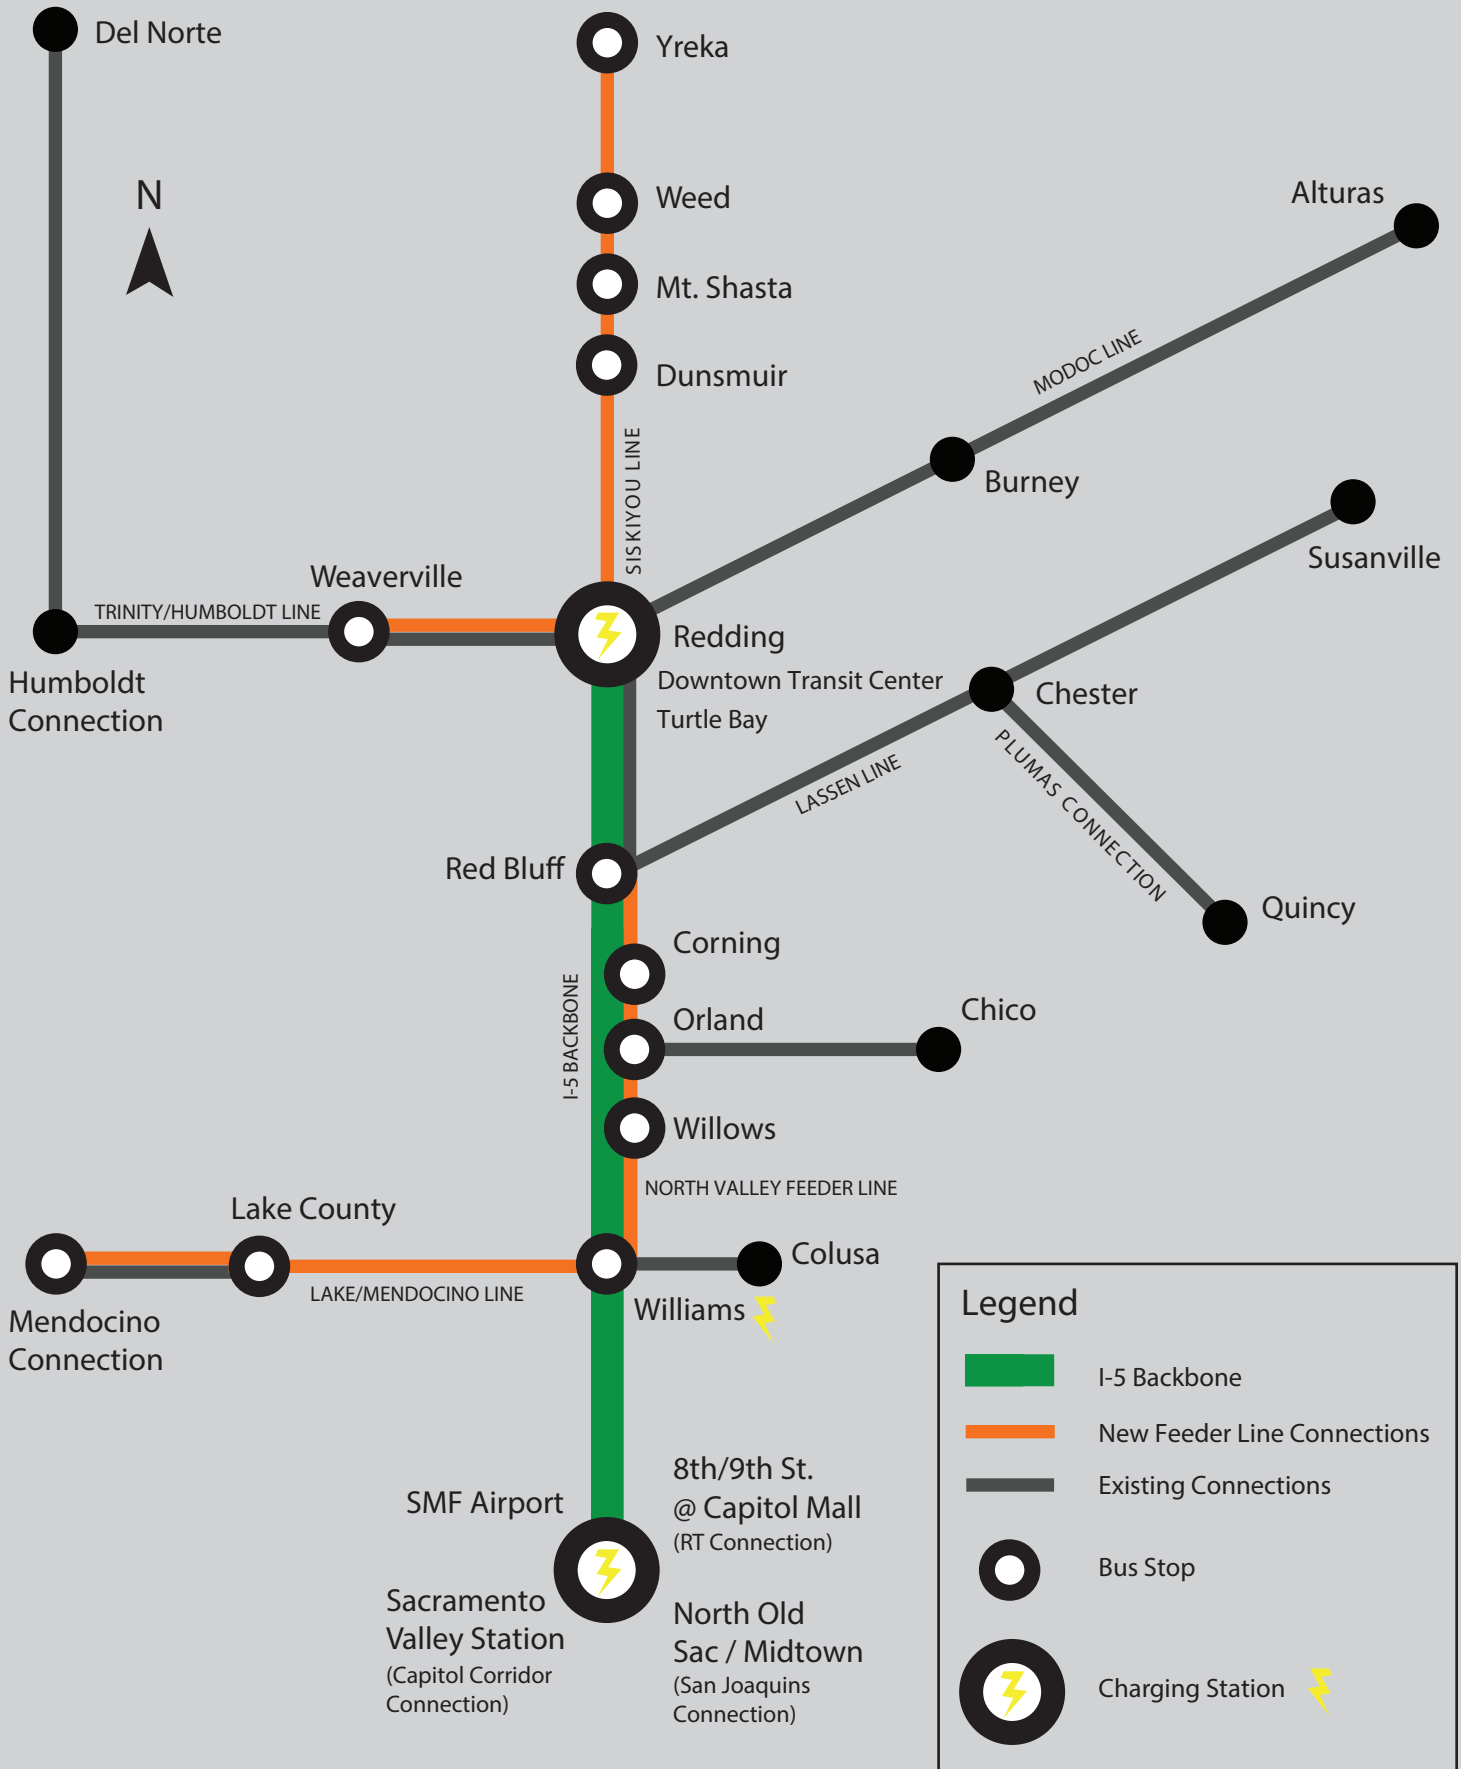 Del Norte
Yreka
N
Weed
Alturas
Mt. Shasta
MODOC LINE
Dunsmuir
SISKIYOU LINE
Burney
Susanville
Weaverville
TRINITY/HUMBOLDT LINE
Redding
Downtown Transit Center
Turtle Bay
Humboldt
Connection
Chester
PLUMAS CONNECTION
LASSEN LINE
Red Bluff
Quincy
Corning
I-5 BACKBONE
Orland
Chico
Willows
NORTH VALLEY FEEDER LINE
Lake County
Colusa
LAKE/MENDOCINO LINE
Williams
Mendocino
Connection
Legend
I-5 Backbone
New Feeder Line Connections
Existing Connections
Bus Stop
Charging Station
SMF Airport
8th/9th St.
@ Capitol Mall
(RT Connection)
Sacramento
Valley Station
(Capitol Corridor
Connection)
North Old
Sac / Midtown
(San Joaquins
Connection)